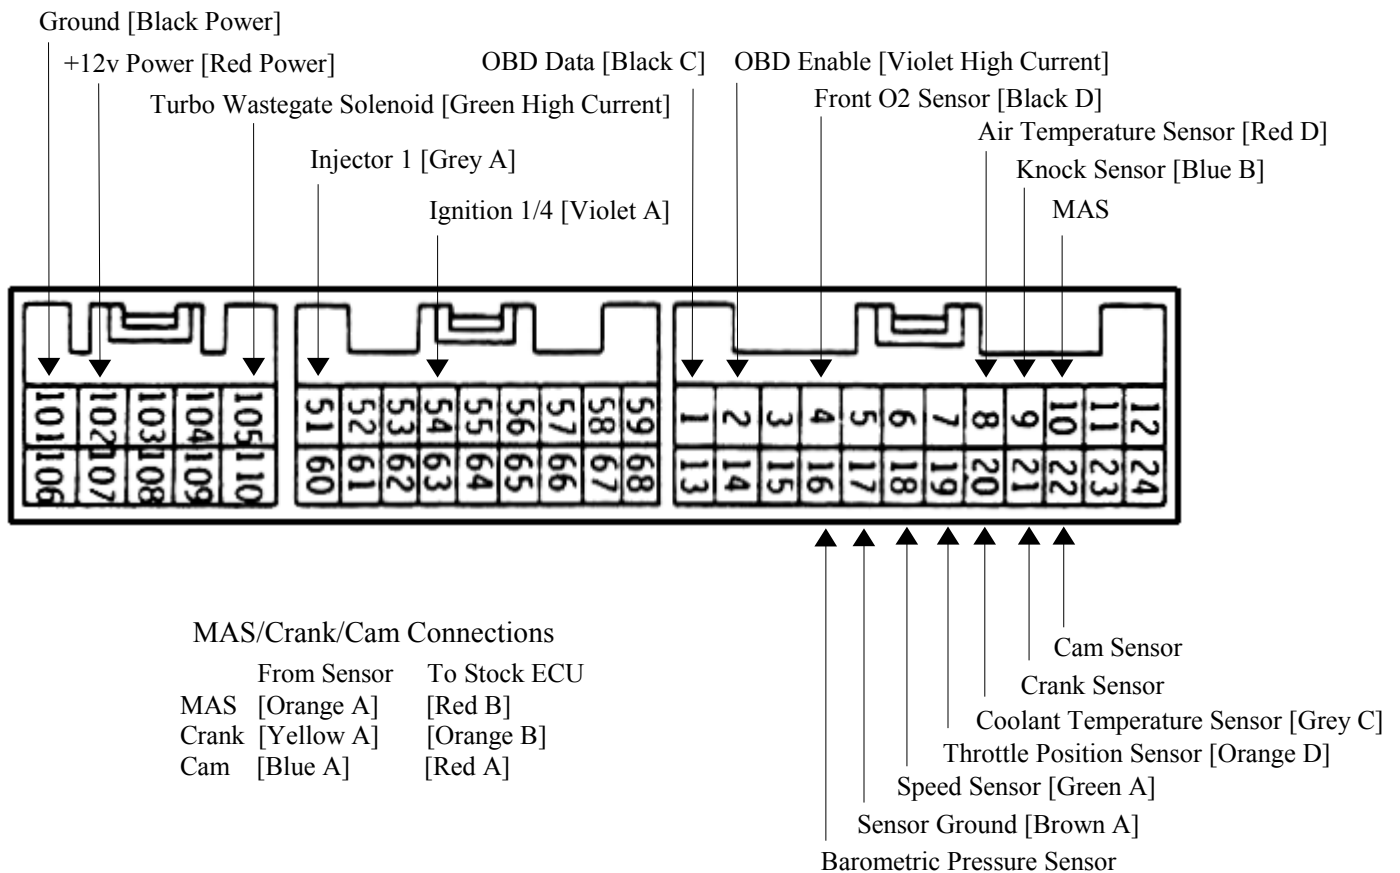 Ground [Black Power]
+12v Power [Red Power]
OBD Data [Black C]
OBD Enable [Violet High Current]
Turbo Wastegate Solenoid [Green High Current]
Front O2 Sensor [Black D]
Air Temperature Sensor [Red D]
Injector 1 [Grey A]
Knock Sensor [Blue B]
Ignition 1/4 [Violet A]
MAS
101 102 103 104 105
106 107 108 109 110
51 52 53 54 55 56 57 58 59
60 61 62 63 64 65 66 67 68
1 2 3 4 5 6 7 8 9 10 11 12
13 14 15 16 17 18 19 20 21 22 23 24
MAS/Crank/Cam Connections
From Sensor To Stock ECU
MAS [Orange A] [Red B]
Crank [Yellow A] [Orange B]
Cam [Blue A] [Red A]
Cam Sensor
Crank Sensor
Coolant Temperature Sensor [Grey C]
Throttle Position Sensor [Orange D]
Speed Sensor [Green A]
Sensor Ground [Brown A]
Barometric Pressure Sensor